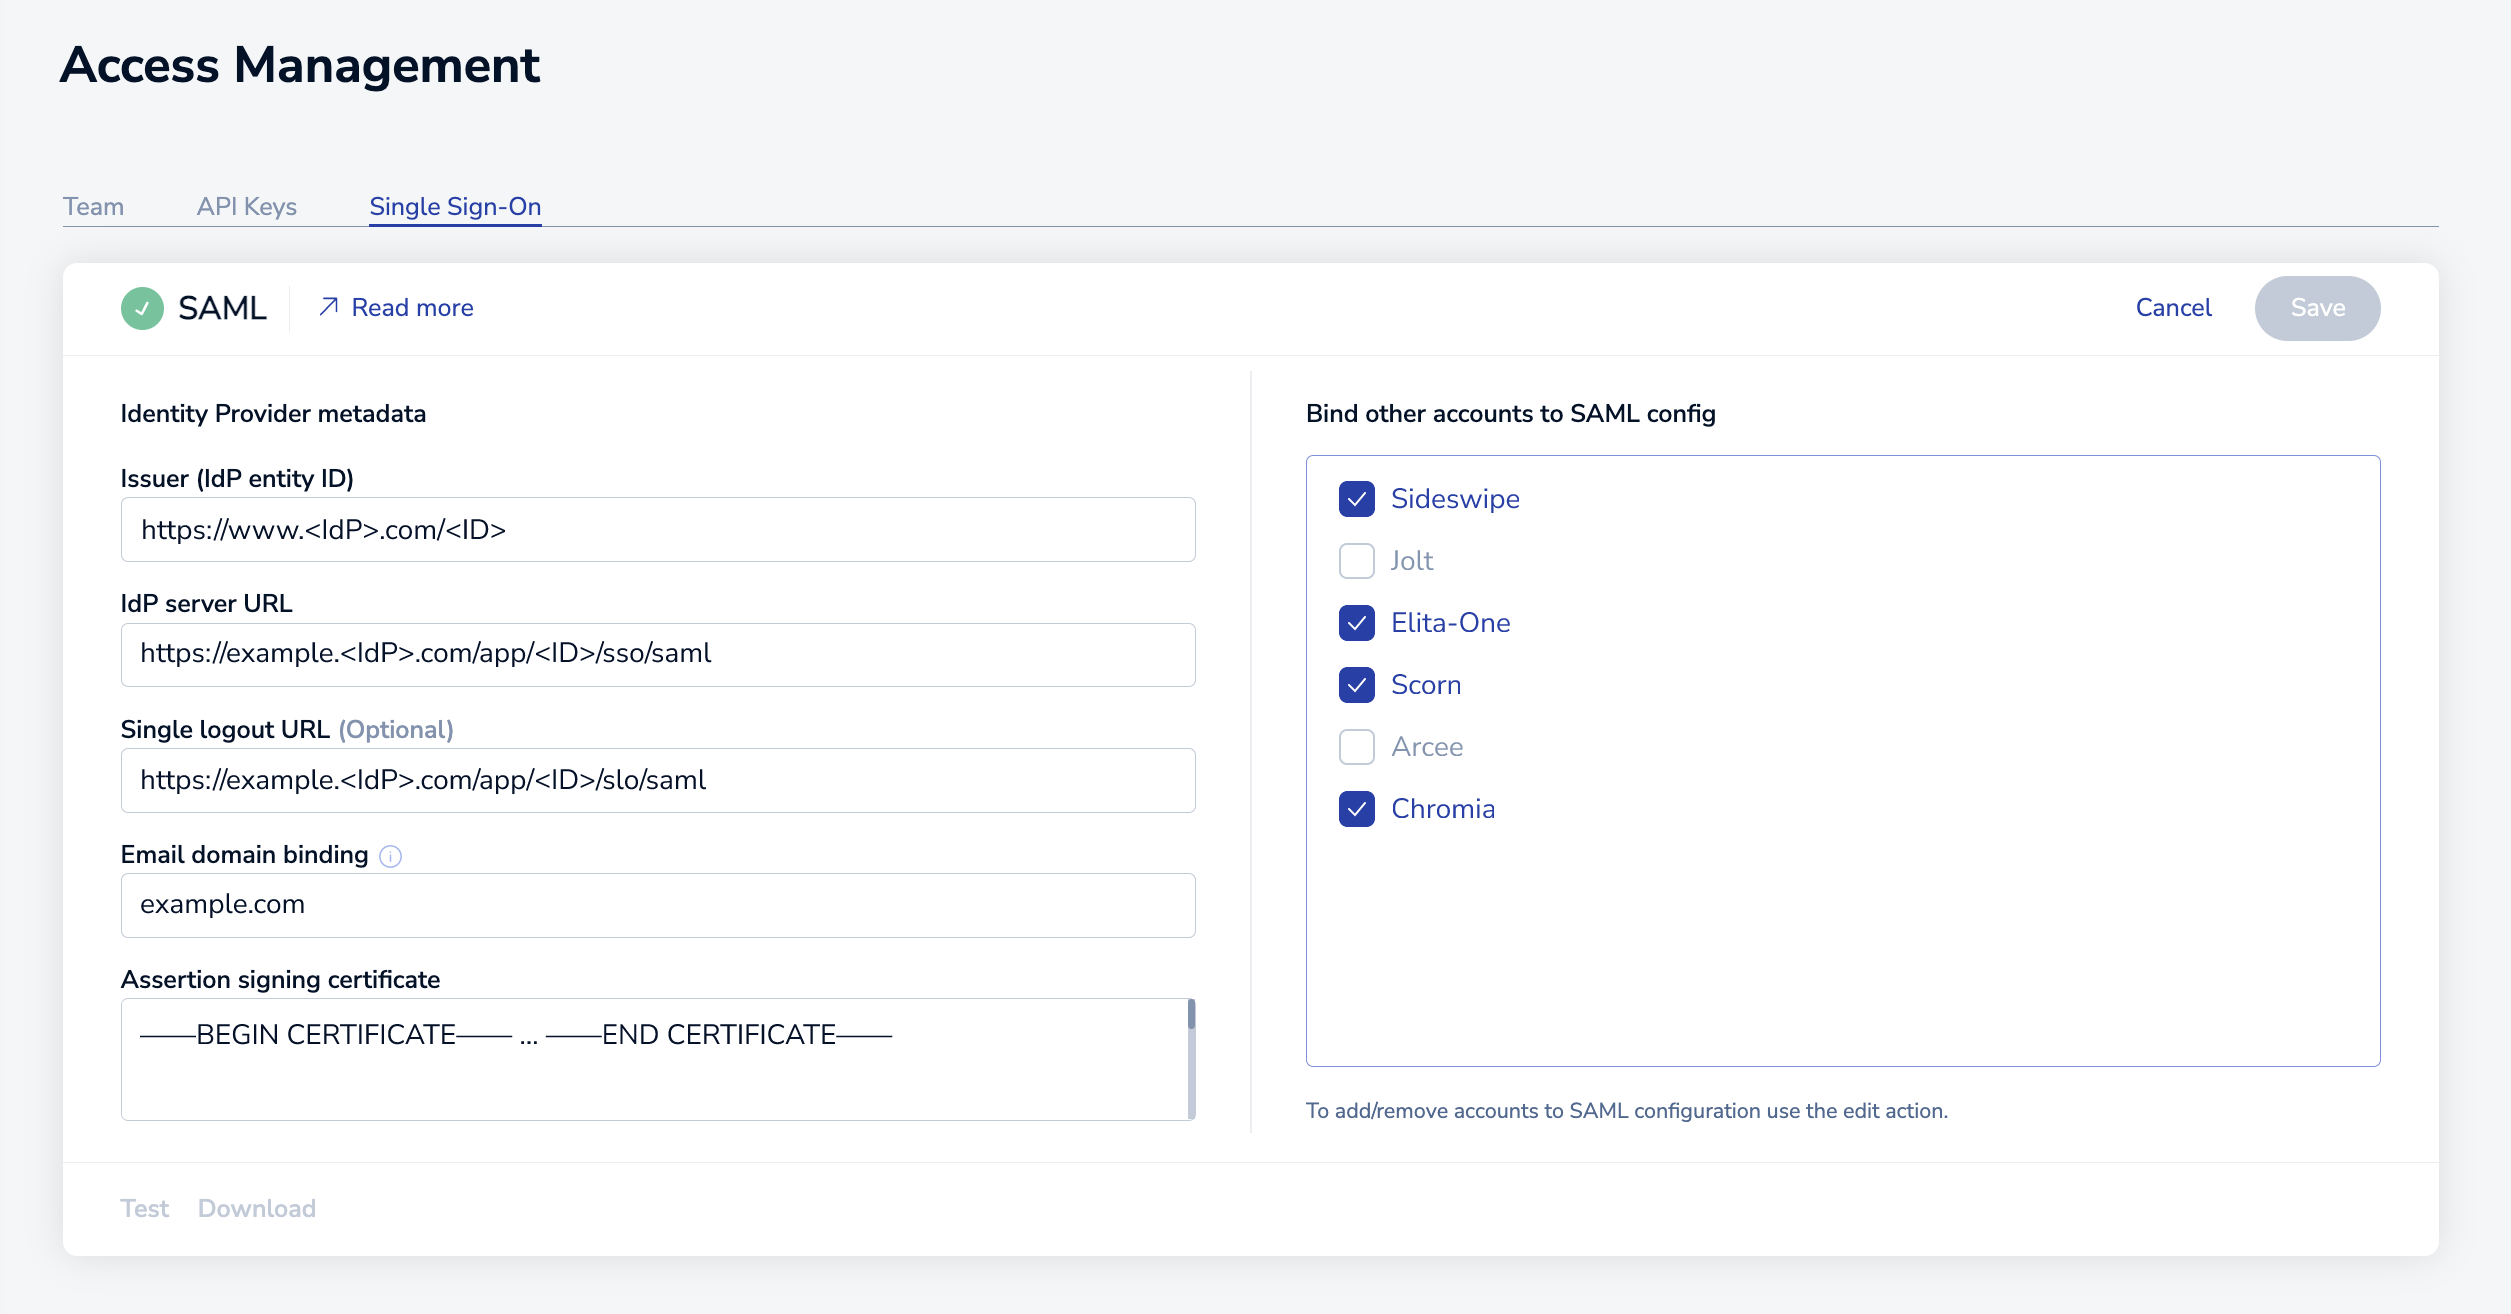 Access Management
Team API Keys Single Sign-On
SAML Read more Cancel Save
Identity Provider metadata
Issuer (IdP entity ID)
https://www.<IdP>.com/<ID>
IdP server URL
https://example.<IdP>.com/app/<ID>/sso/saml
Single logout URL (Optional)
https://example.<IdP>.com/app/<ID>/slo/saml
Email domain binding
example.com
Assertion signing certificate
——BEGIN CERTIFICATE—— ... ——END CERTIFICATE——
Bind other accounts to SAML config
Sideswipe
Jolt
Elita-One
Scorn
Arcee
Chromia
To add/remove accounts to SAML configuration use the edit action.
Test Download